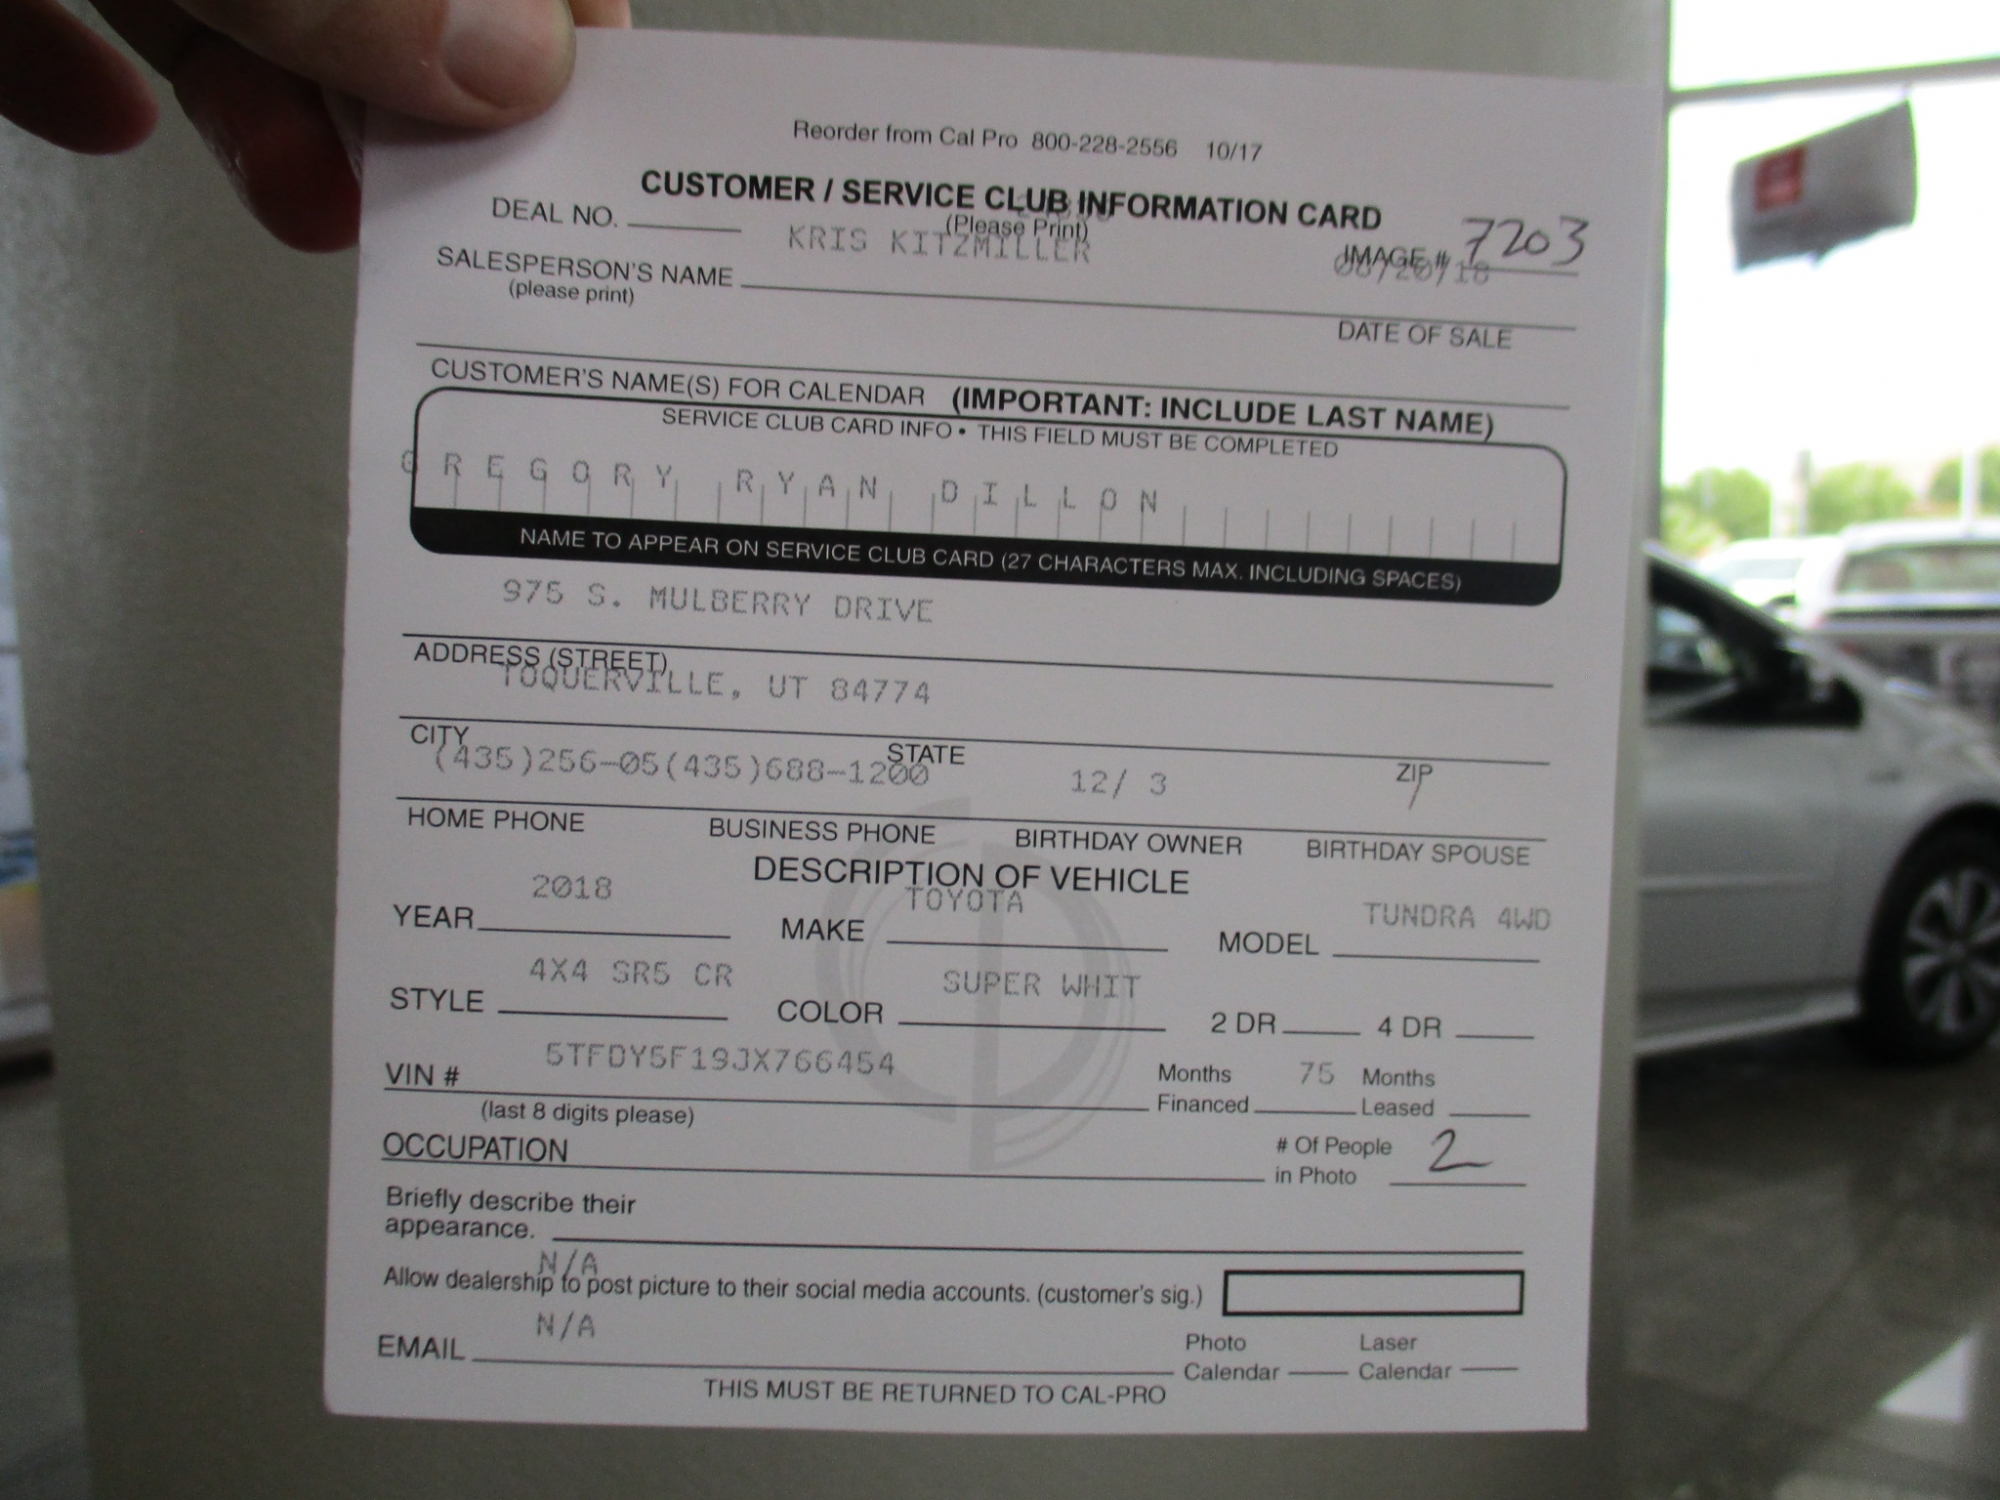 Reorder from Cal Pro 800-228-2556 10/17
CUSTOMER / SERVICE CLUB INFORMATION CARD
DEAL NO.
(Please Print)
KRIS KITZMILLER
IMAGE # 7203
SALESPERSON'S NAME
(please print)
DATE OF SALE
CUSTOMER'S NAME(S) FOR CALENDAR (IMPORTANT: INCLUDE LAST NAME)
SERVICE CLUB CARD INFO • THIS FIELD MUST BE COMPLETED
GREGORY RYAN DILLON
NAME TO APPEAR ON SERVICE CLUB CARD (27 CHARACTERS MAX. INCLUDING SPACES)
975 S. MULBERRY DRIVE
ADDRESS (STREET)
TOQUERVILLE, UT 84774
CITY STATE ZIP
(435)256-05(435)688-1200 12/ 3 /
HOME PHONE BUSINESS PHONE BIRTHDAY OWNER BIRTHDAY SPOUSE
DESCRIPTION OF VEHICLE
YEAR 2018 MAKE TOYOTA MODEL TUNDRA 4WD
STYLE 4X4 SR5 CR COLOR SUPER WHIT 2 DR 4 DR
VIN # 5TFDY5F19JX766454
(last 8 digits please)
Months Financed 75 Months Leased
OCCUPATION
# Of People in Photo 2
Briefly describe their
appearance.
N/A
Allow dealership to post picture to their social media accounts. (customer's sig.)
N/A
EMAIL
Photo Calendar Laser Calendar
THIS MUST BE RETURNED TO CAL-PRO